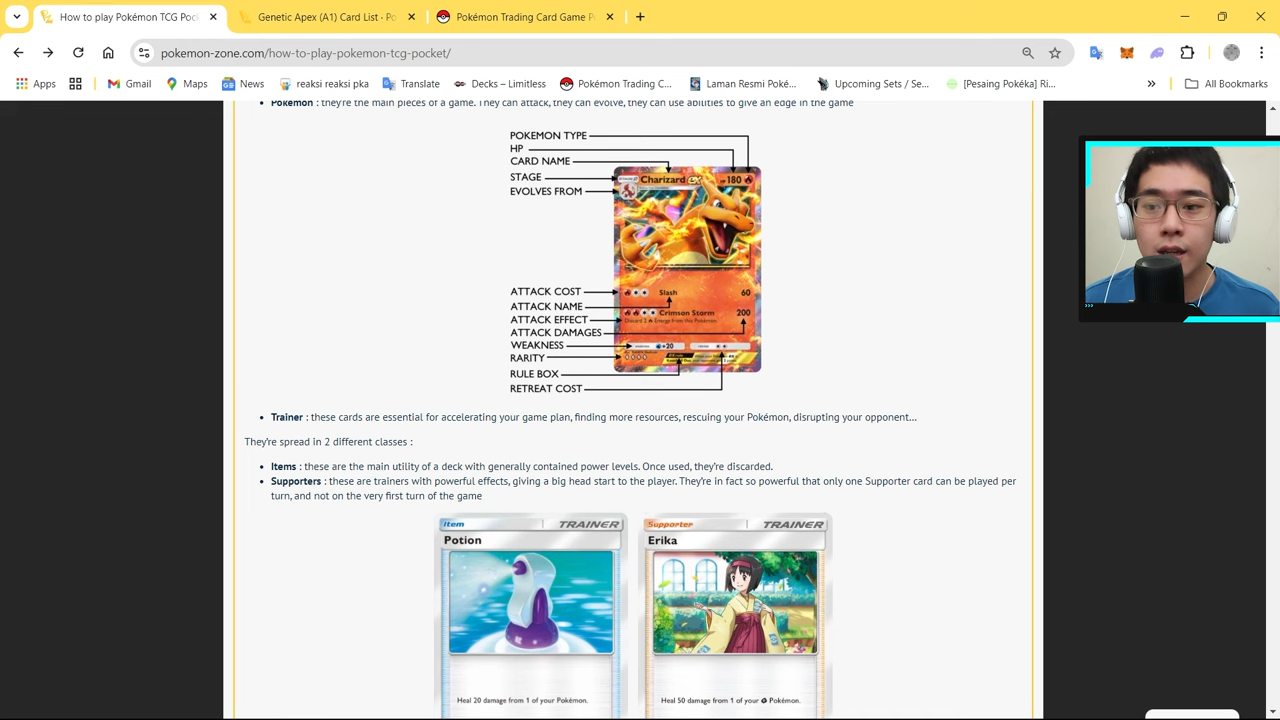 How to play Pokémon TCG Poc
Genetic Apex (A1) Card List · Po
Pokémon Trading Card Game P
pokemon-zone.com/how-to-play-pokemon-tcg-pocket/
Apps
Gmail
Maps
News
reaksi reaksi pka
Translate
Decks – Limitless
Pokémon Trading C...
Laman Resmi Poké...
Upcoming Sets / Se...
[Pesaing Pokéka] Ri...
»
All Bookmarks
Pokemon : they're the main pieces of a game. They can attack, they can evolve, they can use abilities to give an edge in the game
POKEMON TYPE
HP
CARD NAME
STAGE
EVOLVES FROM
Charizard ex
180
ATTACK COST
Slash 60
ATTACK NAME
ATTACK EFFECT
Crimson Storm 200
Discard 2 Energy from this Pokémon.
ATTACK DAMAGES
WEAKNESS
+20
RARITY
RULE BOX
RETREAT COST
• Trainer : these cards are essential for accelerating your game plan, finding more resources, rescuing your Pokémon, disrupting your opponent…
They're spread in 2 different classes :
• Items : these are the main utility of a deck with generally contained power levels. Once used, they're discarded.
• Supporters : these are trainers with powerful effects, giving a big head start to the player. They're in fact so powerful that only one Supporter card can be played per
turn, and not on the very first turn of the game
Item TRAINER
Potion
Heal 20 damage from 1 of your Pokémon.
Supporter TRAINER
Erika
Heal 50 damage from 1 of your Pokémon.